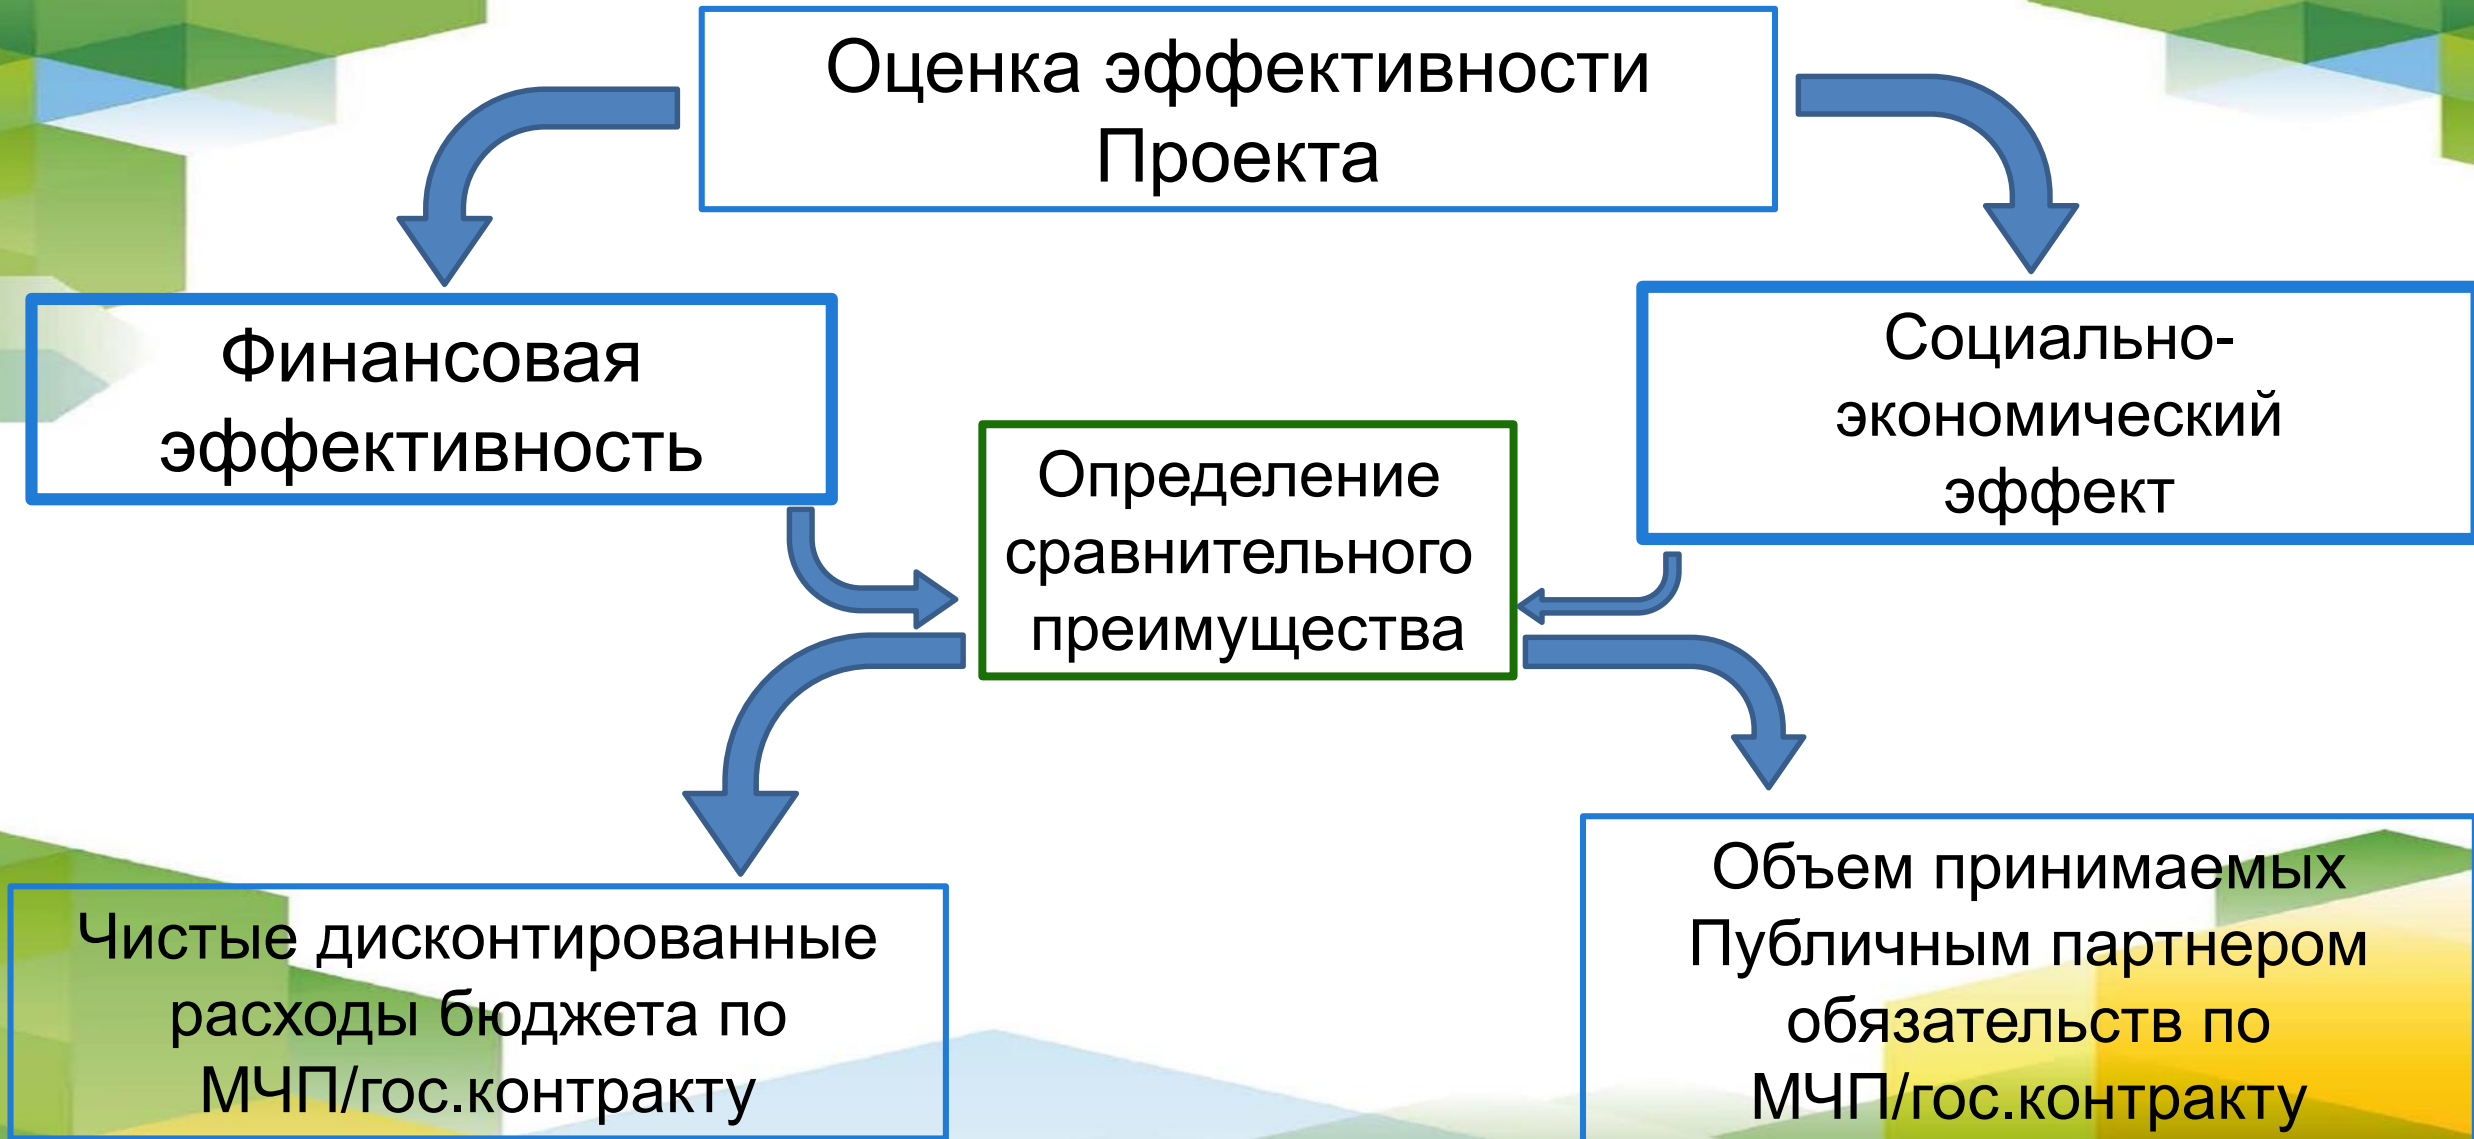 Оценка эффективности
Проекта
Финансовая
эффективность
Социально-
экономический
эффект
Определение
сравнительного
преимущества
Чистые дисконтированные
расходы бюджета по
МЧП/гос.контракту
Объем принимаемых
Публичным партнером
обязательств по
МЧП/гос.контракту